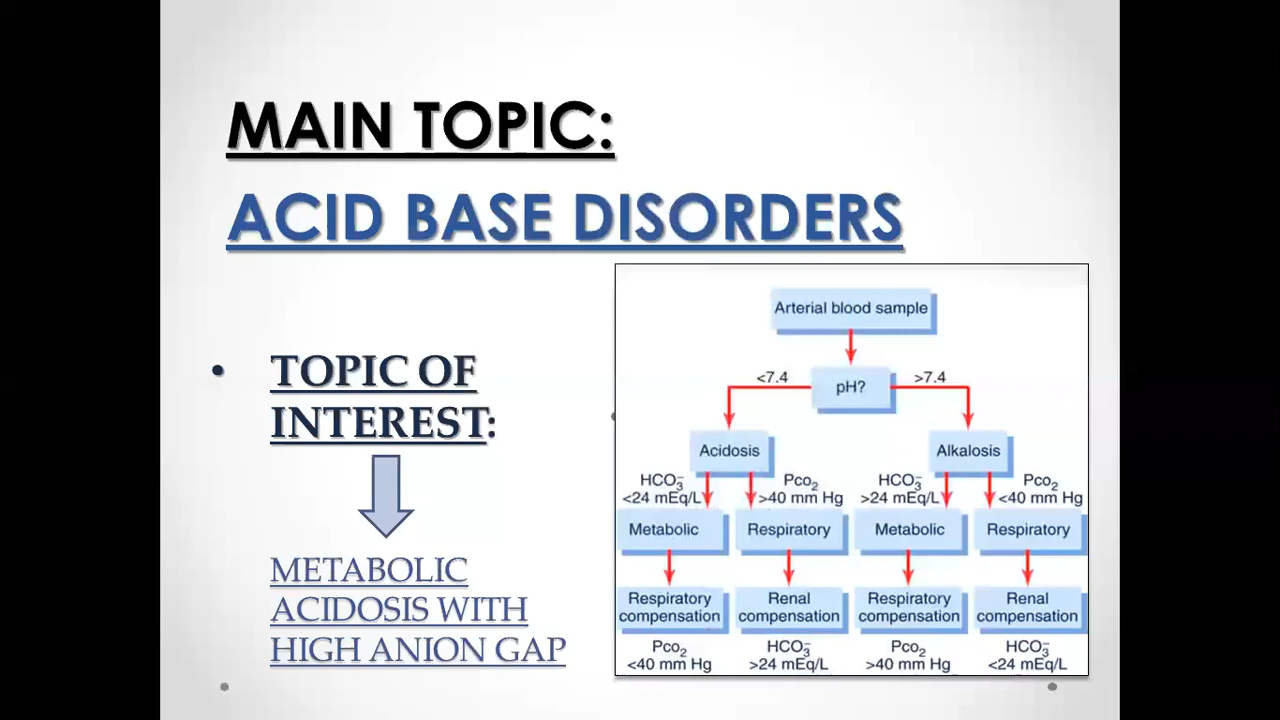 MAIN TOPIC:
ACID BASE DISORDERS
• TOPIC OF
INTEREST:
METABOLIC
ACIDOSIS WITH
HIGH ANION GAP
Arterial blood sample
<7.4
pH?
>7.4
Acidosis
Alkalosis
HCO₃⁻
<24 mEq/L
Pco₂
>40 mm Hg
HCO₃⁻
>24 mEq/L
Pco₂
<40 mm Hg
Metabolic
Respiratory
Metabolic
Respiratory
Respiratory
compensation
Renal
compensation
Respiratory
compensation
Renal
compensation
Pco₂
<40 mm Hg
HCO₃⁻
>24 mEq/L
Pco₂
>40 mm Hg
HCO₃⁻
<24 mEq/L